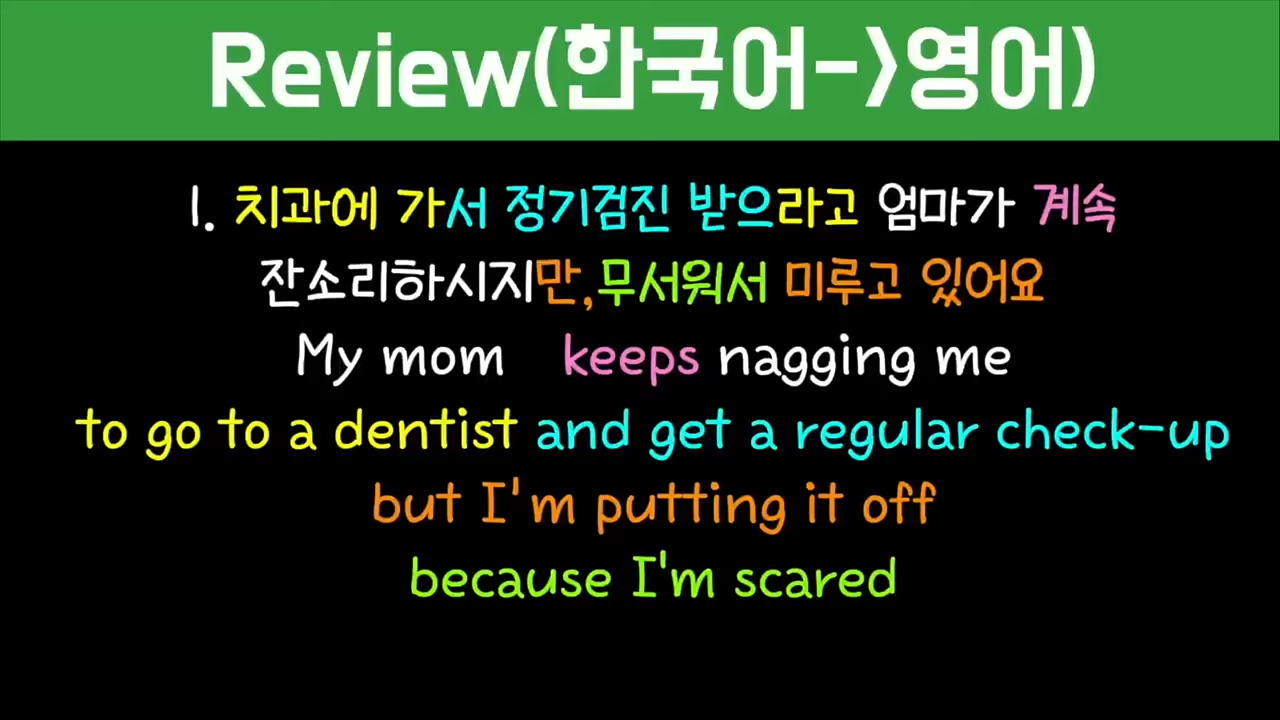 Review(한국어->영어)
1. 치과에 가서 정기검진 받으라고 엄마가 계속
잔소리하시지만,무서워서 미루고 있어요
My mom keeps nagging me
to go to a dentist and get a regular check-up
but I'm putting it off
because I'm scared